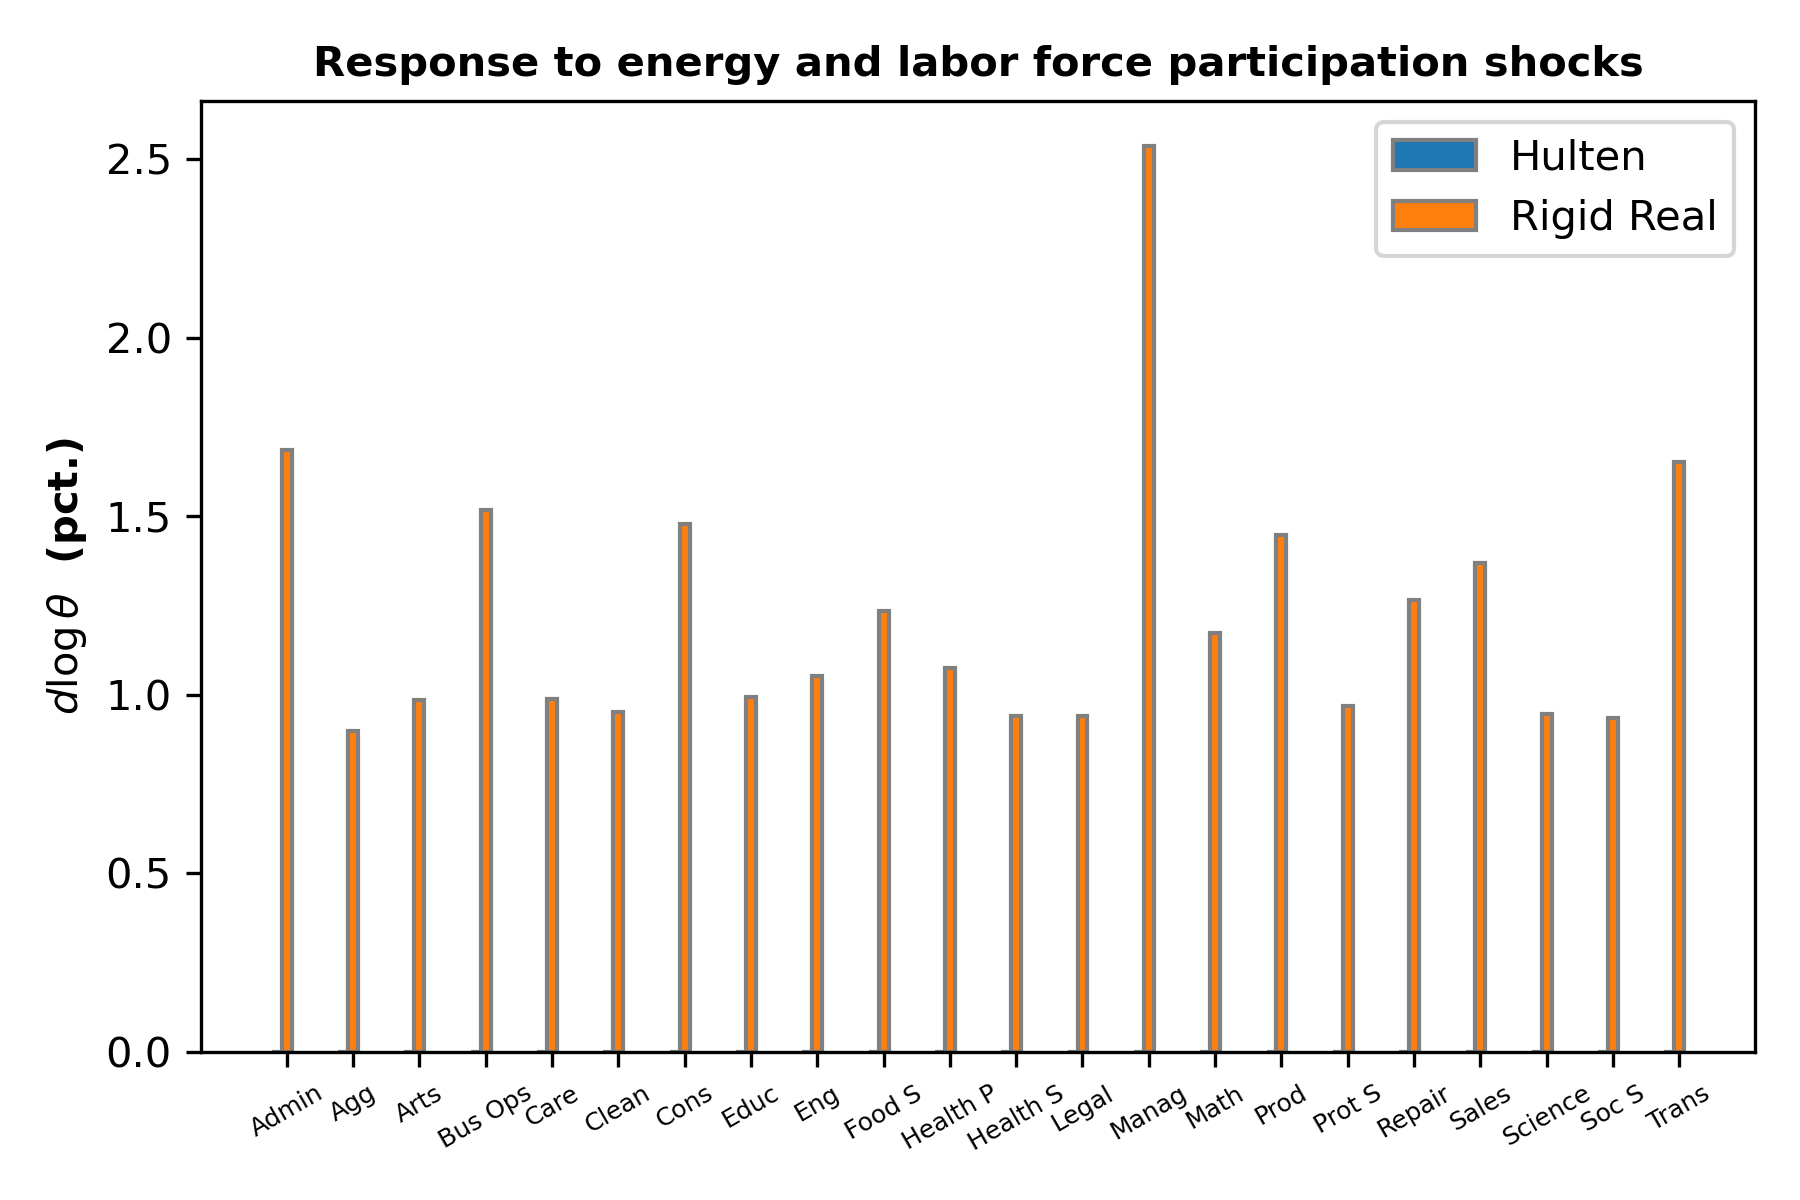 Response to energy and labor force participation shocks
Hulten
Rigid Real
dlogθ (pct.)
2.5
2.0
1.5
1.0
0.5
0.0
Admin Agg Arts Bus Ops Care Clean Cons Educ Eng Food S Health P Health S Legal Manag Math Prod Prot S Repair Sales Science Soc S Trans